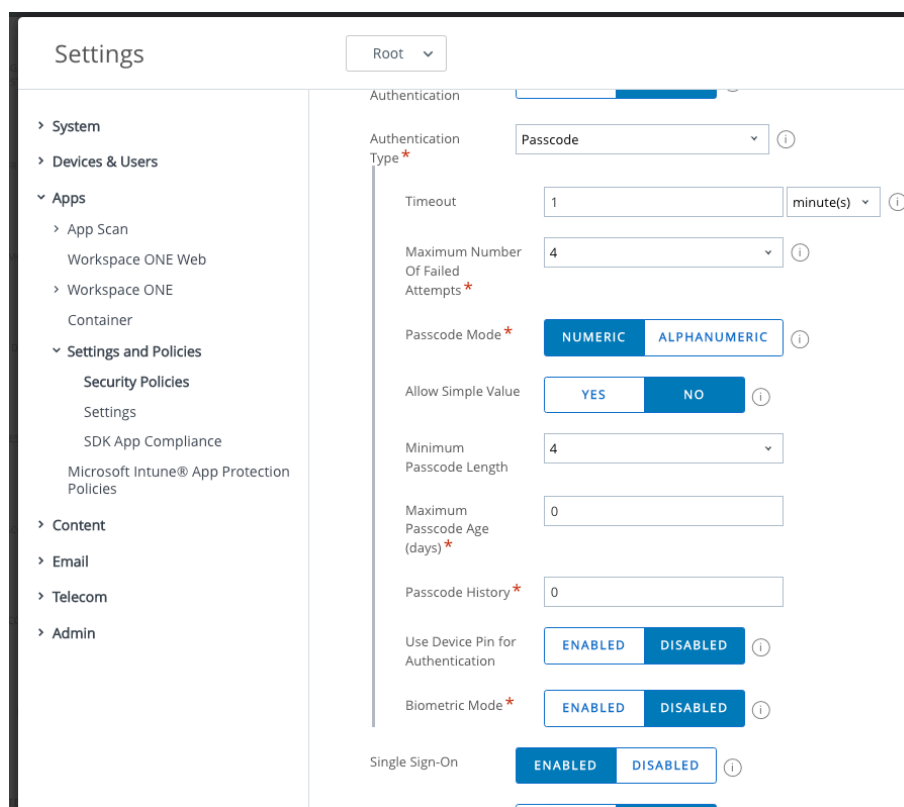 Settings
Root
System
Devices & Users
Apps
App Scan
Workspace ONE Web
Workspace ONE
Container
Settings and Policies
Security Policies
Settings
SDK App Compliance
Microsoft Intune® App Protection
Policies
Content
Email
Telecom
Admin
Authentication
Authentication
Type*
Passcode
Timeout
1
minute(s)
Maximum Number
Of Failed
Attempts*
4
Passcode Mode*
NUMERIC
ALPHANUMERIC
Allow Simple Value
YES
NO
Minimum
Passcode Length
4
Maximum
Passcode Age
(days)*
0
Passcode History*
0
Use Device Pin for
Authentication
ENABLED
DISABLED
Biometric Mode*
ENABLED
DISABLED
Single Sign-On
ENABLED
DISABLED